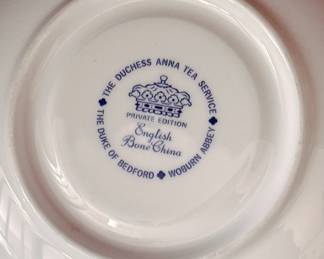 THE DUCHESS ANNA TEA SERVICE
PRIVATE EDITION
English
Bone China
THE DUKE OF BEDFORD ◆ WOBURN ABBEY